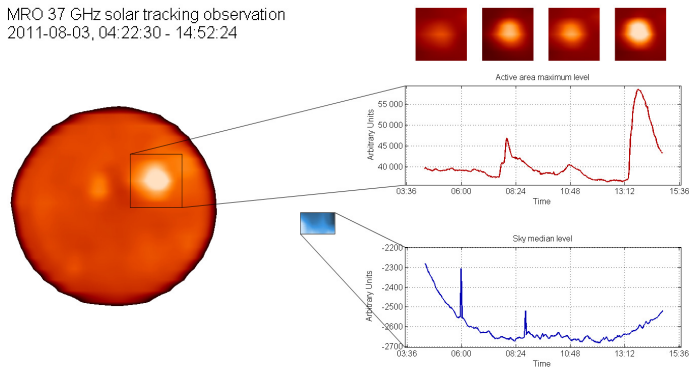 MRO 37 GHz solar tracking observation
2011-08-03, 04:22:30 - 14:52:24
Active area maximum level
Arbitrary Units
55 000
50 000
45 000
40 000
03:36 06:00 08:24 10:48 13:12 15:36
Time
Sky median level
Arbitrary Units
-2200
-2300
-2400
-2500
-2600
-2700
03:36 06:00 08:24 10:48 13:12 15:36
Time